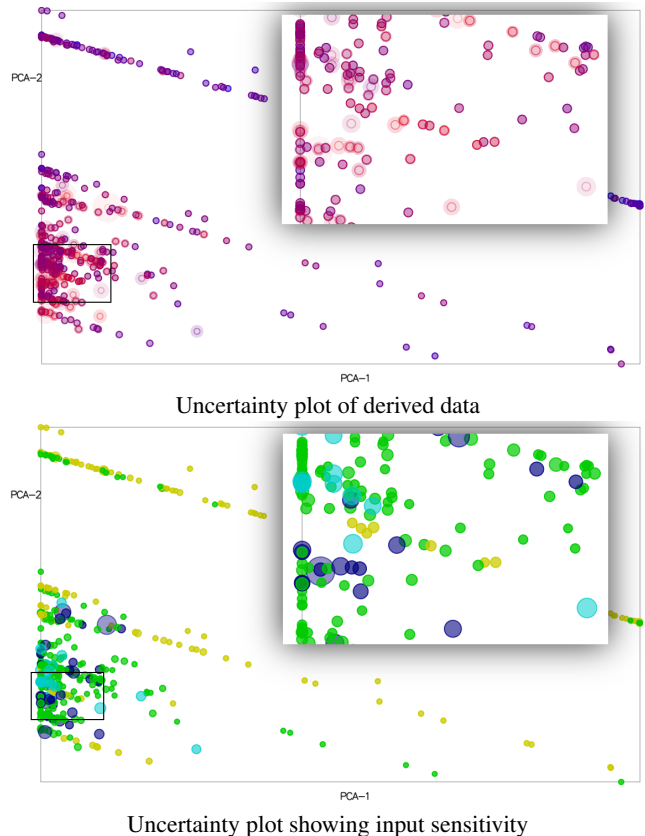 PCA-2
PCA-1
Uncertainty plot of derived data
PCA-2
PCA-1
Uncertainty plot showing input sensitivity